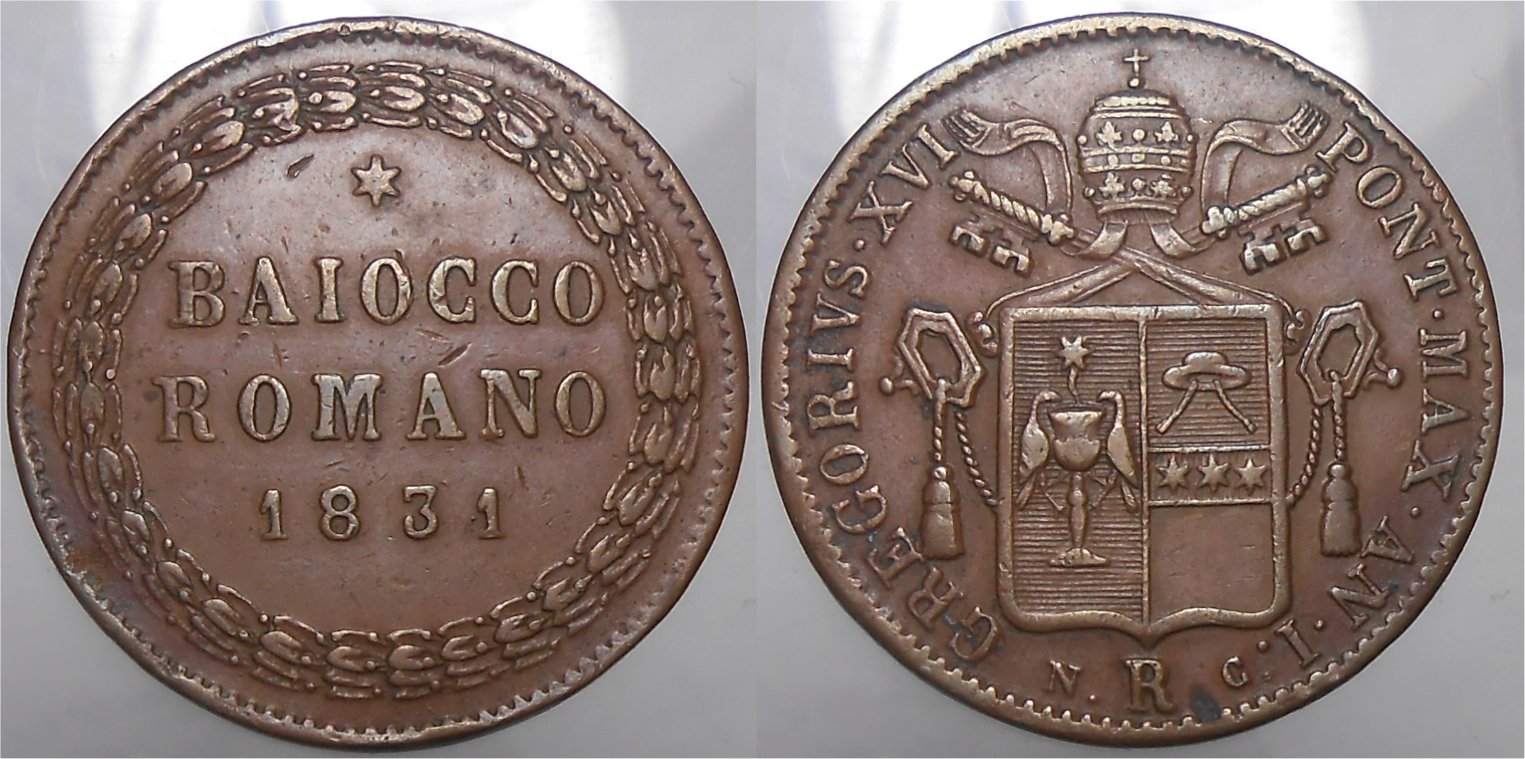 BAIOCCO
ROMANO
1831
GREGORIVS·XVI PONT·MAX·AN·I·
N. R C.